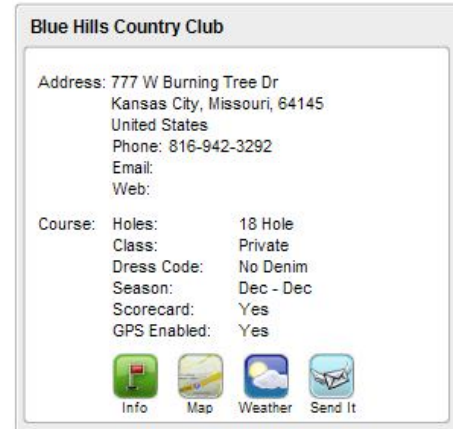 Blue Hills Country Club
Address: 777 W Burning Tree Dr
Kansas City, Missouri, 64145
United States
Phone: 816-942-3292
Email:
Web:
Course: Holes: 18 Hole
Class: Private
Dress Code: No Denim
Season: Dec - Dec
Scorecard: Yes
GPS Enabled: Yes
Info Map Weather Send It